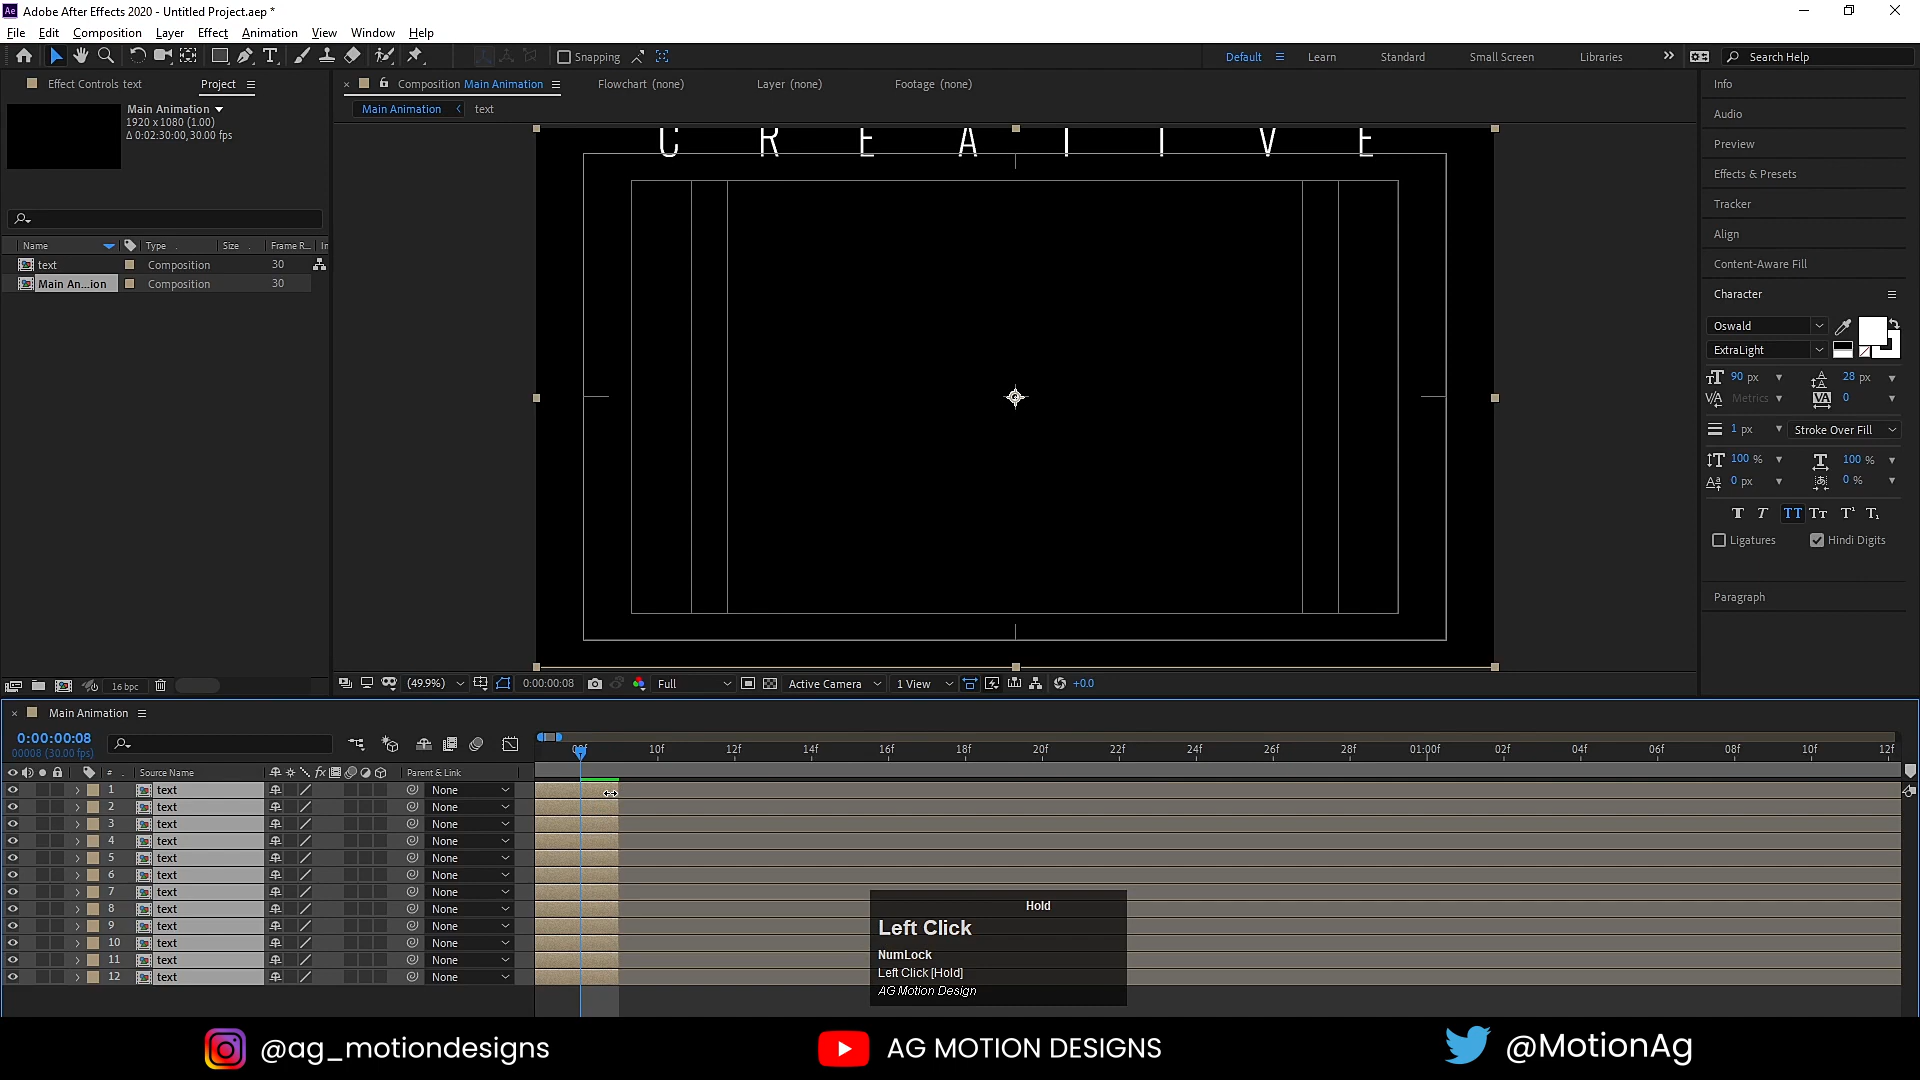 Adobe After Effects 2020 - Untitled Project.aep *
File Edit Composition Layer Effect Animation View Window Help
Snapping
Default Learn Standard Small Screen Libraries Search Help
Effect Controls text Project
Composition Main Animation Flowchart (none) Layer (none) Footage (none)
Main Animation text
Main Animation
1920 x 1080 (1.00)
Δ 0:02:30:00, 30.00 fps
Name Type Size Frame R... In
text Composition 30
Main An...ion Composition 30
16 bpc
C R E A T I V E
(49.9%) 0:00:00:08 Full Active Camera 1 View +0.0
Info
Audio
Preview
Effects & Presets
Tracker
Align
Content-Aware Fill
Character
Oswald
ExtraLight
90 px 28 px
Metrics 0
1 px Stroke Over Fill
100 % 100 %
0 px 0 %
Ligatures Hindi Digits
Paragraph
Main Animation
0:00:00:08
00008 (30.00 fps)
10f 12f 14f 16f 18f 20f 22f 24f 26f 28f 01:00f 02f 04f 06f 08f 10f 12f
# Source Name Parent & Link
1 text None
2 text None
3 text None
4 text None
5 text None
6 text None
7 text None
8 text None
9 text None
10 text None
11 text None
12 text None
Hold
Left Click
NumLock
Left Click [Hold]
AG Motion Design
@ag_motiondesigns AG MOTION DESIGNS @MotionAg